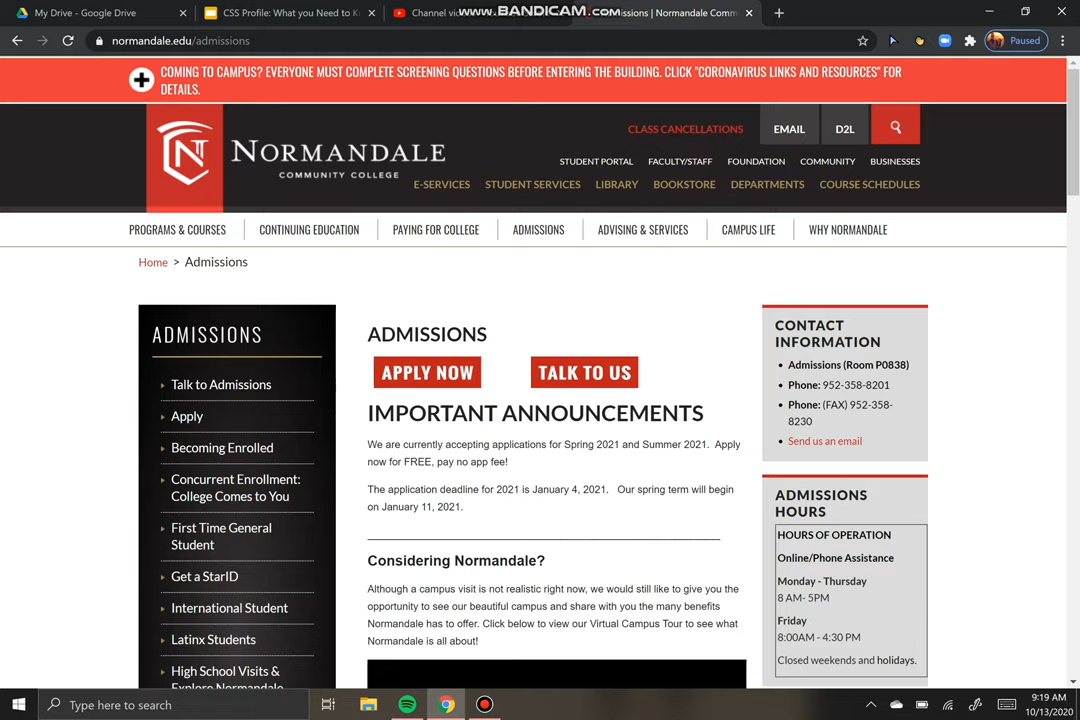 My Drive - Google Drive
CSS Profile: What you Need to K
Channel vi
www.BANDICAM.com
issions | Normandale Comm
normandale.edu/admissions
Paused
COMING TO CAMPUS? EVERYONE MUST COMPLETE SCREENING QUESTIONS BEFORE ENTERING THE BUILDING. CLICK "CORONAVIRUS LINKS AND RESOURCES" FOR
DETAILS.
CLASS CANCELLATIONS
EMAIL
D2L
NORMANDALE
COMMUNITY COLLEGE
STUDENT PORTAL
FACULTY/STAFF
FOUNDATION
COMMUNITY
BUSINESSES
E-SERVICES
STUDENT SERVICES
LIBRARY
BOOKSTORE
DEPARTMENTS
COURSE SCHEDULES
PROGRAMS & COURSES
CONTINUING EDUCATION
PAYING FOR COLLEGE
ADMISSIONS
ADVISING & SERVICES
CAMPUS LIFE
WHY NORMANDALE
Home > Admissions
ADMISSIONS
Talk to Admissions
Apply
Becoming Enrolled
Concurrent Enrollment:
College Comes to You
First Time General
Student
Get a StarID
International Student
Latinx Students
High School Visits &
Explore Normandale
ADMISSIONS
APPLY NOW
TALK TO US
IMPORTANT ANNOUNCEMENTS
We are currently accepting applications for Spring 2021 and Summer 2021. Apply
now for FREE, pay no app fee!
The application deadline for 2021 is January 4, 2021. Our spring term will begin
on January 11, 2021.
Considering Normandale?
Although a campus visit is not realistic right now, we would still like to give you the
opportunity to see our beautiful campus and share with you the many benefits
Normandale has to offer. Click below to view our Virtual Campus Tour to see what
Normandale is all about!
CONTACT
INFORMATION
• Admissions (Room P0838)
• Phone: 952-358-8201
• Phone: (FAX) 952-358-
8230
• Send us an email
ADMISSIONS
HOURS
HOURS OF OPERATION
Online/Phone Assistance
Monday - Thursday
8 AM- 5PM
Friday
8:00AM - 4:30 PM
Closed weekends and holidays.
Type here to search
9:19 AM
10/13/2020